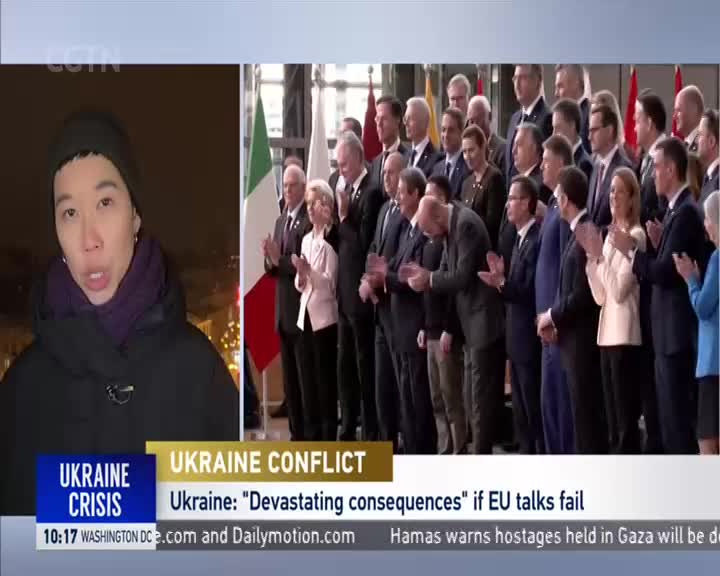 CGTN
UKRAINE CONFLICT
UKRAINE
CRISIS
Ukraine: "Devastating consequences" if EU talks fail
10:17 WASHINGTON DC
e.com and Dailymotion.com Hamas warns hostages held in Gaza will be